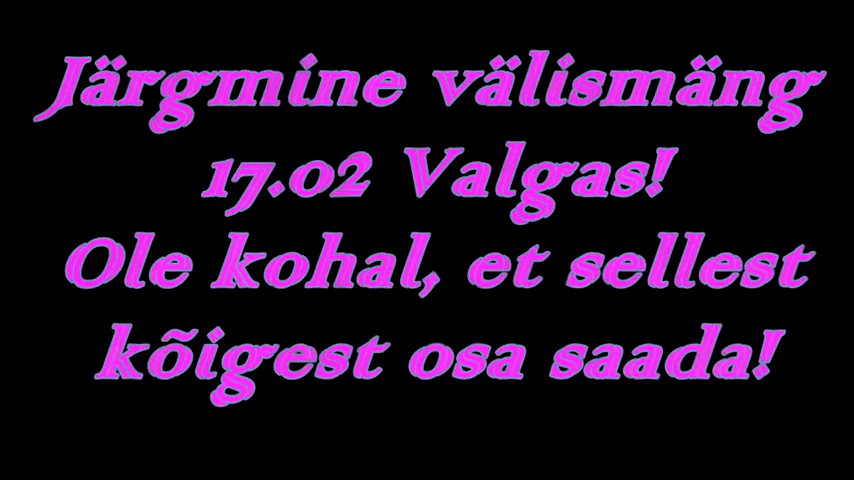 Järgmine välismäng
17.02 Valgas!
Ole kohal, et sellest
kõigest osa saada!